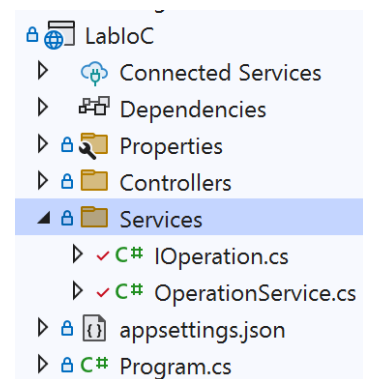 LabIoC
Connected Services
Dependencies
Properties
Controllers
Services
C# IOperation.cs
C# OperationService.cs
appsettings.json
C# Program.cs